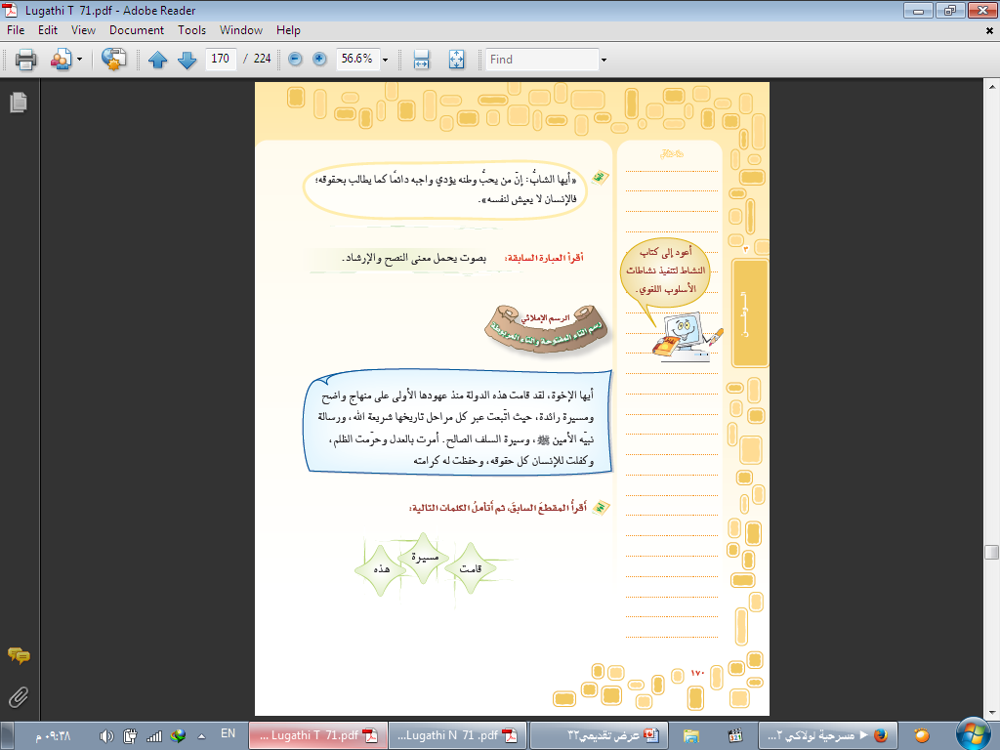 Lugathi T 71.pdf - Adobe Reader
File Edit View Document Tools Window Help
170 / 224 56.6% Find
«أيها الشابُّ: إنّ من يحبُّ وطنه يؤدي واجبه دائمًا كما يطالب بحقوقه؛
فالإنسان لا يعيش لنفسه».
أقرأ العبارة السابقة: بصوت يحمل معنى النصح والإرشاد.
أعود إلى كتاب
النشاط لتنفيذ نشاطات
الأسلوب اللغوي.
٣
الـــوطـــن
الرسم الإملائي
رسم التاء المفتوحة والتاء المربوطة
أيها الإخوة، لقد قامت هذه الدولة منذ عهودها الأولى على منهاج واضح
ومسيرة رائدة، حيث اتّبعت عبر كل مراحل تاريخها شريعة الله، ورسالة
نبيّه الأمين ﷺ، وسيرة السلف الصالح. أمرت بالعدل وحرّمت الظلم،
وكفلت للإنسان كل حقوقه، وحفظت له كرامته
أقرأُ المقطعَ السابقَ، ثم أتأملُ الكلمات التالية:
قامت
مسيرة
هذه
١٧٠
٠٩:٣٨ م
EN
... Lugathi T 71.pdf
...Lugathi N 71 .pdf
عرض تقديمي٣٢
مسرحية نولاكي ٢...